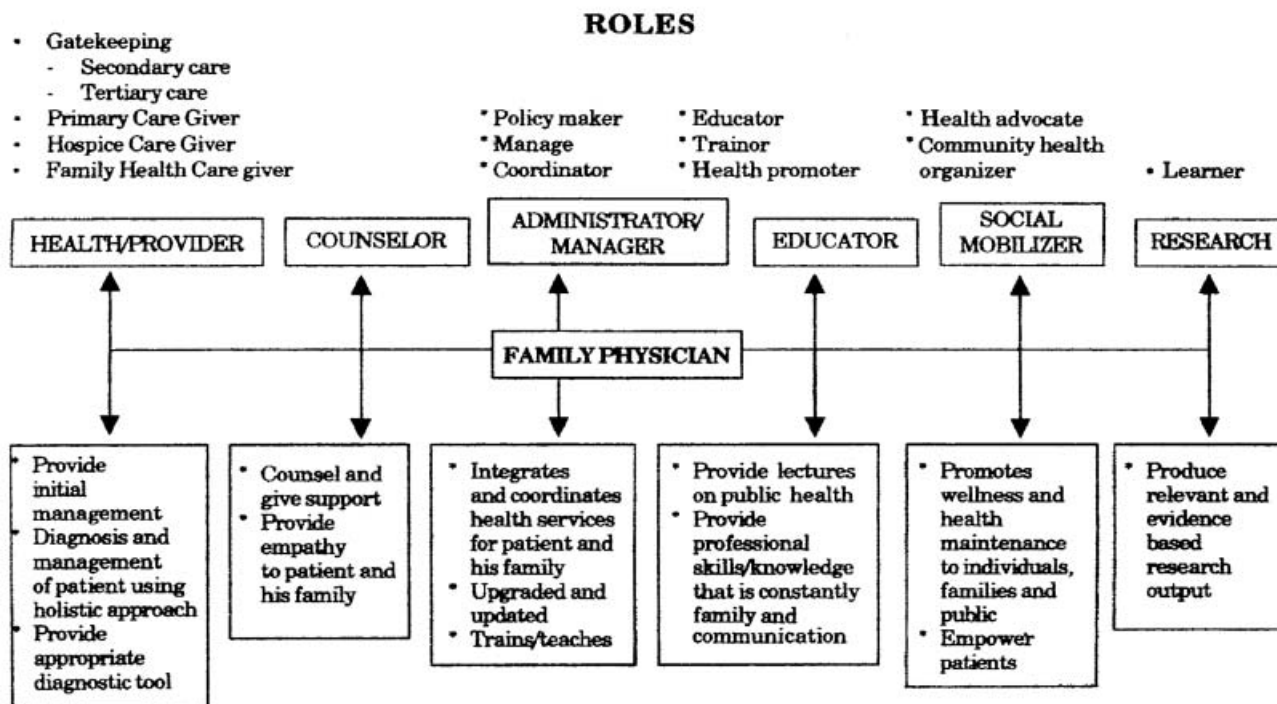 ROLES
• Gatekeeping
- Secondary care
- Tertiary care
• Primary Care Giver
• Hospice Care Giver
• Family Health Care giver
* Policy maker
* Manage
* Coordinator
* Educator
* Trainor
* Health promoter
* Health advocate
* Community health
organizer
• Learner
HEALTH/PROVIDER
COUNSELOR
ADMINISTRATOR/
MANAGER
EDUCATOR
SOCIAL
MOBILIZER
RESEARCH
FAMILY PHYSICIAN
• Provide
initial
management
• Diagnosis and
management
of patient using
holistic approach
• Provide
appropriate
diagnostic tool
• Counsel and
give support
• Provide
empathy
to patient and
his family
• Integrates
and coordinates
health services
for patient and
his family
• Upgraded and
updated
• Trains/teaches
• Provide lectures
on public health
• Provide
professional
skills/knowledge
that is constantly
family and
communication
• Promotes
wellness and
health
maintenance
to individuals,
families and
public
• Empower
patients
• Produce
relevant and
evidence
based
research
output